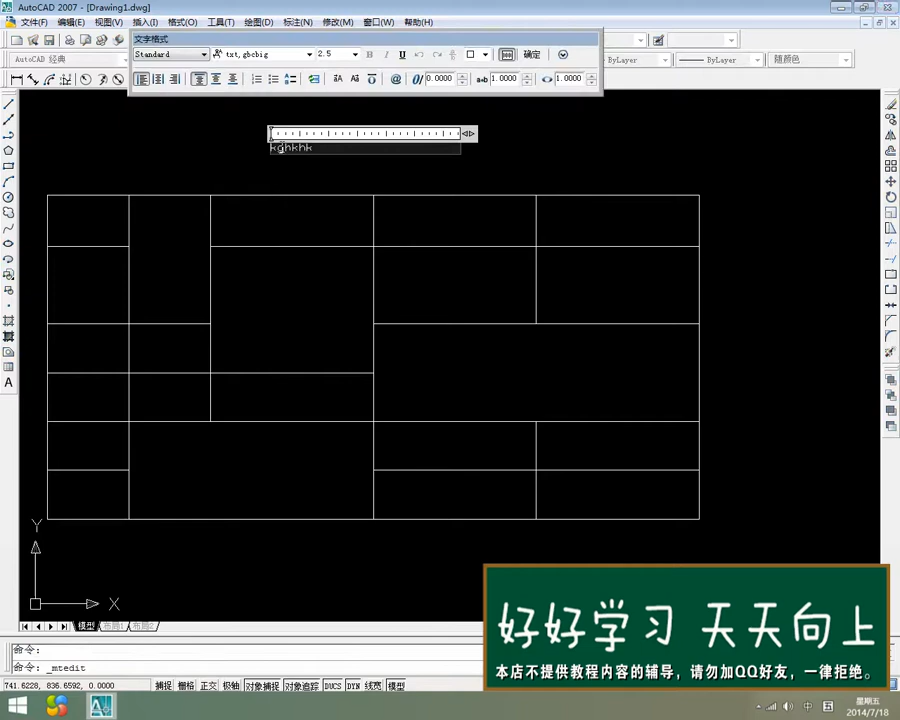 AutoCAD 2007 - [Drawing1.dwg]
文件(F) 编辑(E) 视图(V) 插入(I) 格式(O) 工具(T) 绘图(D) 标注(N) 修改(M) 窗口(W) 帮助(H)
文字格式
Standard txt,gbcbig 2.5 B I U 确定
AutoCAD 经典 ByLayer ByLayer 随颜色
@ 0.0000 a•b 1.0000 1.0000
kghkhk
Y
X
模型 布局1 布局2
命令:
命令: _mtedit
741.6228, 836.6592, 0.0000 捕捉 栅格 正交 极轴 对象捕捉 对象追踪 DUCS DYN 线宽 模型
好好学习 天天向上
本店不提供教程内容的辅导，请勿加QQ好友，一律拒绝。
中 五 星期五
2014/7/18